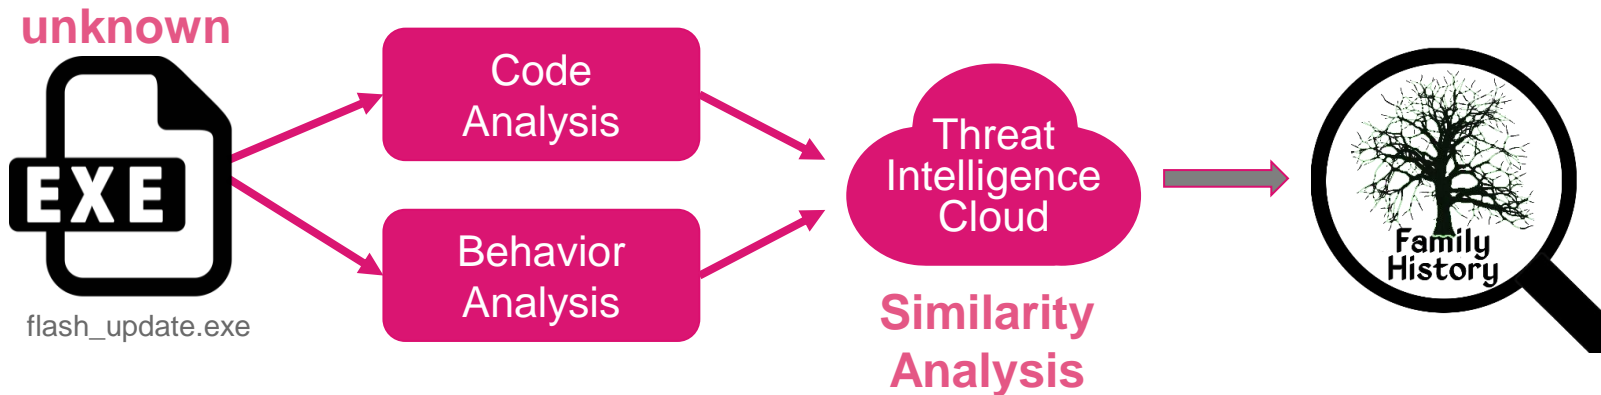 unknown
EXE
flash_update.exe
Code
Analysis
Behavior
Analysis
Threat
Intelligence
Cloud
Similarity
Analysis
Family
History